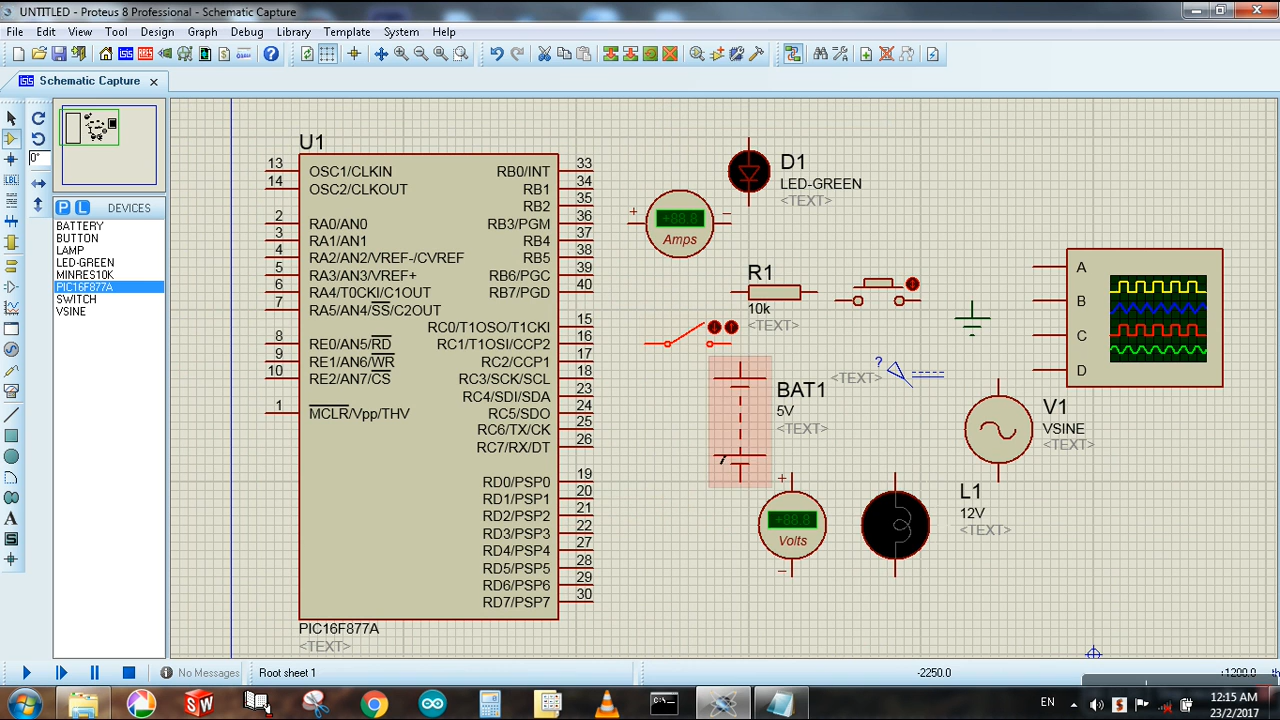 UNTITLED - Proteus 8 Professional - Schematic Capture
File Edit View Tool Design Graph Debug Library Template System Help
Schematic Capture
DEVICES
P L
0°
LBL
BATTERY
BUTTON
LAMP
LED-GREEN
MINRES10K
PIC16F877A
SWITCH
VSINE
U1
13 OSC1/CLKIN
14 OSC2/CLKOUT
2 RA0/AN0
3 RA1/AN1
4 RA2/AN2/VREF-/CVREF
5 RA3/AN3/VREF+
6 RA4/T0CKI/C1OUT
7 RA5/AN4/SS/C2OUT
8 RE0/AN5/RD
9 RE1/AN6/WR
10 RE2/AN7/CS
1 MCLR/Vpp/THV
RB0/INT 33
RB1 34
RB2 35
RB3/PGM 36
RB4 37
RB5 38
RB6/PGC 39
RB7/PGD 40
RC0/T1OSO/T1CKI 15
RC1/T1OSI/CCP2 16
RC2/CCP1 17
RC3/SCK/SCL 18
RC4/SDI/SDA 23
RC5/SDO 24
RC6/TX/CK 25
RC7/RX/DT 26
RD0/PSP0 19
RD1/PSP1 20
RD2/PSP2 21
RD3/PSP3 22
RD4/PSP4 27
RD5/PSP5 28
RD6/PSP6 29
RD7/PSP7 30
PIC16F877A
<TEXT>
D1
LED-GREEN
<TEXT>
+ −
+88.8
Amps
R1
10k
<TEXT>
BAT1
5V
<TEXT>
<TEXT>
?
A
B
C
D
V1
VSINE
<TEXT>
+
+88.8
Volts
−
L1
12V
<TEXT>
No Messages
Root sheet 1
-2250.0
+1200.0
EN
12:15 AM
23/2/2017